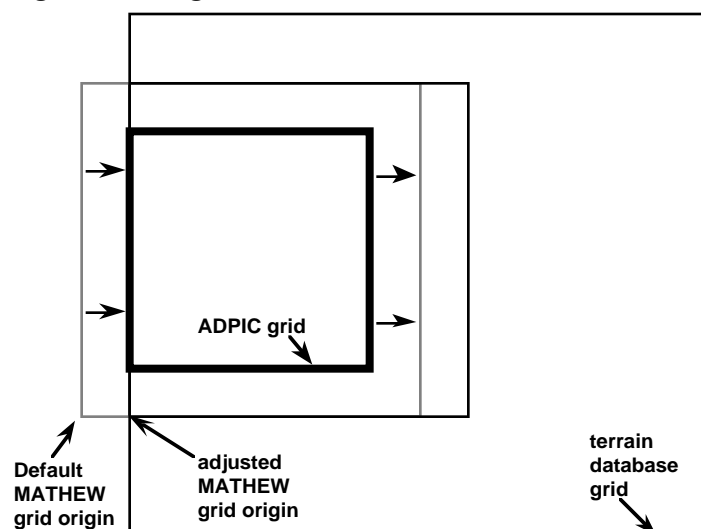 ADPIC grid
Default
MATHEW
grid origin
adjusted
MATHEW
grid origin
terrain
database
grid